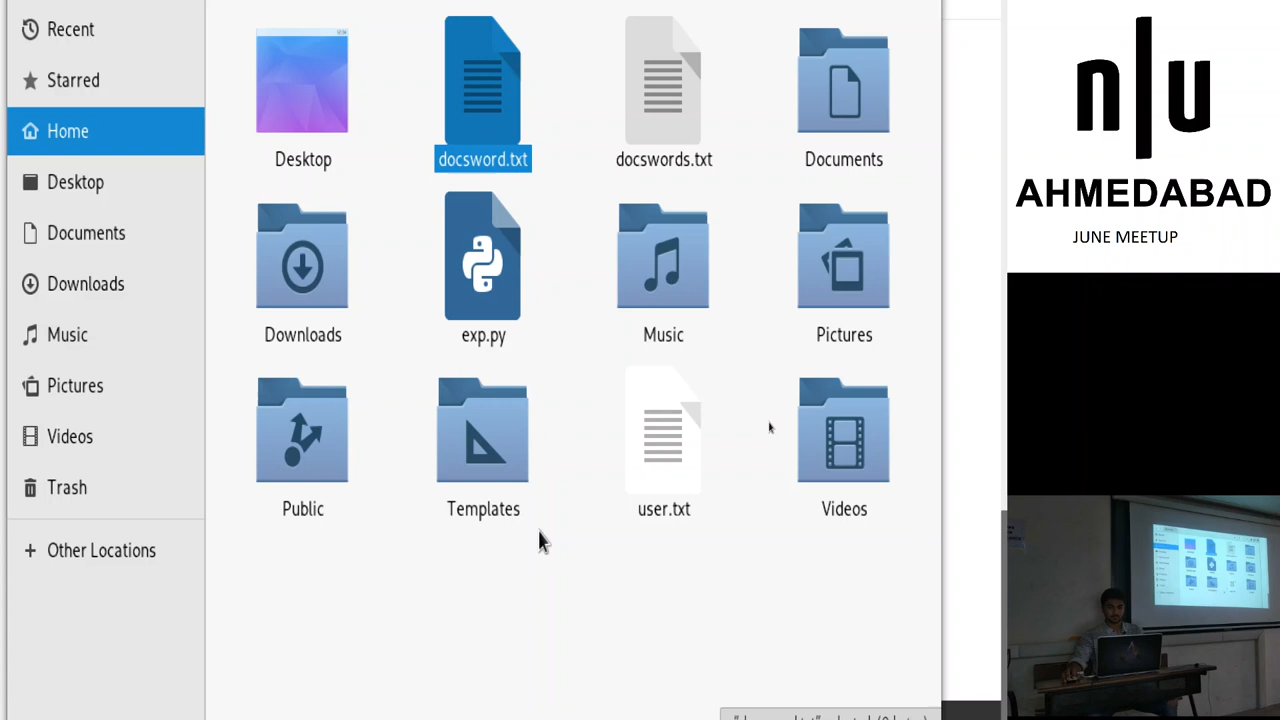 Recent
Starred
Home
Desktop
Documents
Downloads
Music
Pictures
Videos
Trash
+ Other Locations
Desktop
docsword.txt
docswords.txt
Documents
Downloads
exp.py
Music
Pictures
Public
Templates
user.txt
Videos
n|u
AHMEDABAD
JUNE MEETUP